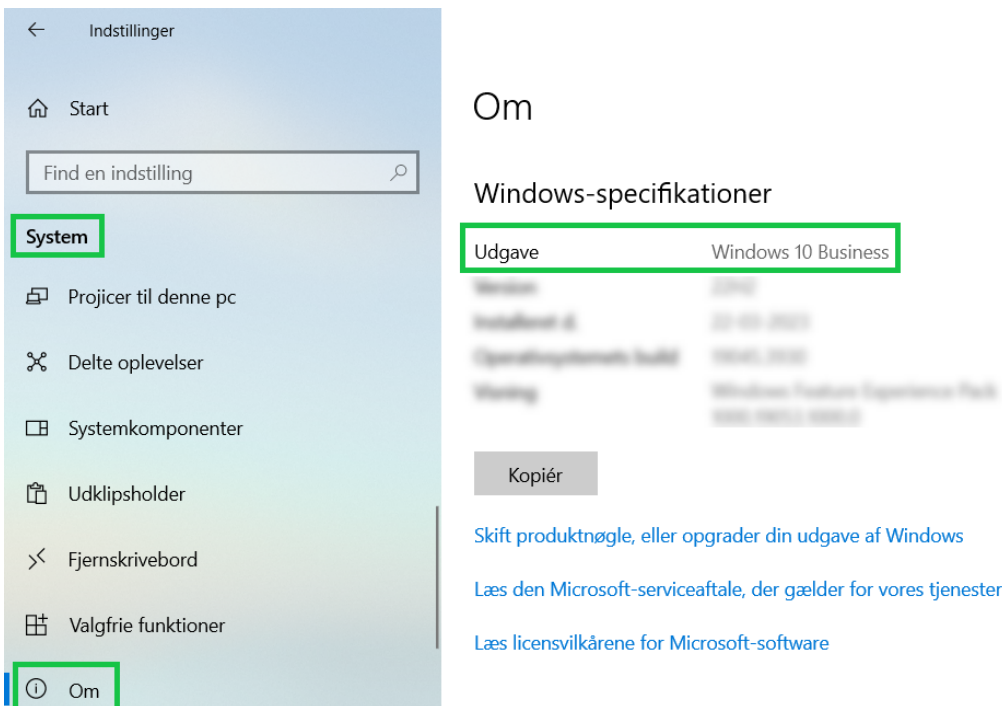 Indstillinger
Start
Find en indstilling
System
Projicer til denne pc
Delte oplevelser
Systemkomponenter
Udklipsholder
Fjernskrivebord
Valgfrie funktioner
Om
Om
Windows-specifikationer
Udgave Windows 10 Business
Kopiér
Skift produktnøgle, eller opgrader din udgave af Windows
Læs den Microsoft-serviceaftale, der gælder for vores tjenester
Læs licensvilkårene for Microsoft-software